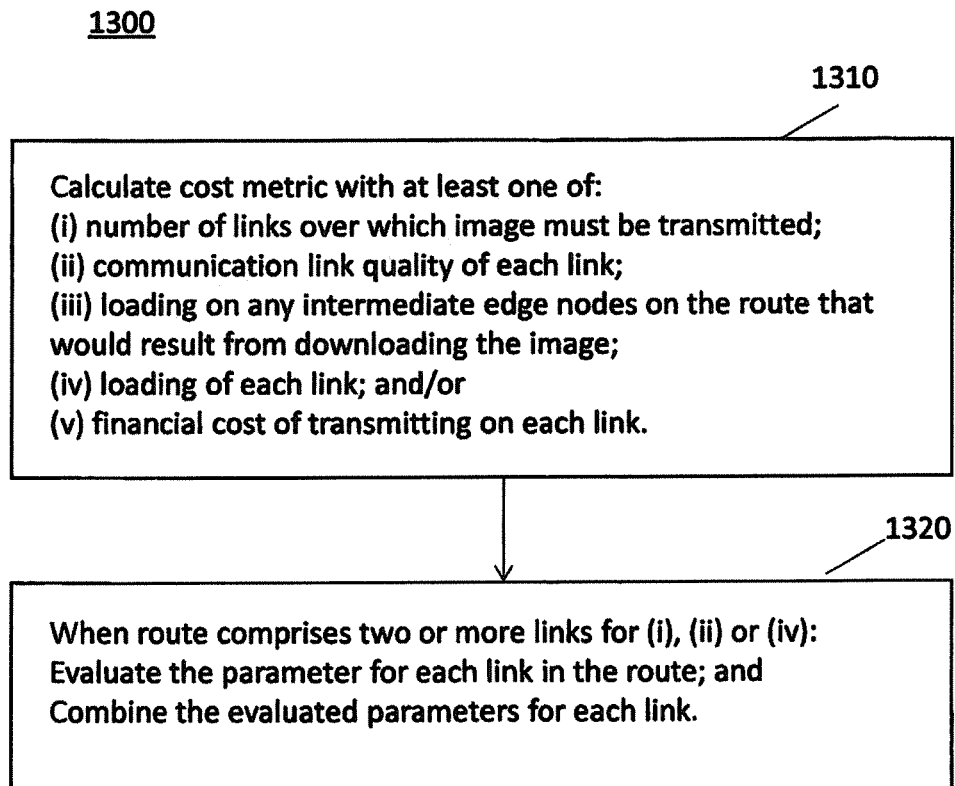 1300
1310
Calculate cost metric with at least one of:
(i) number of links over which image must be transmitted;
(ii) communication link quality of each link;
(iii) loading on any intermediate edge nodes on the route that
would result from downloading the image;
(iv) loading of each link; and/or
(v) financial cost of transmitting on each link.
1320
When route comprises two or more links for (i), (ii) or (iv):
Evaluate the parameter for each link in the route; and
Combine the evaluated parameters for each link.